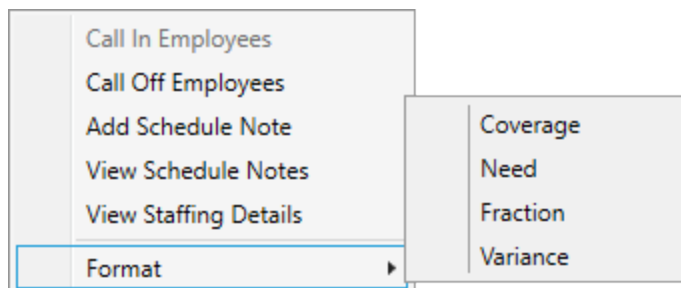 Call In Employees
Call Off Employees
Add Schedule Note
View Schedule Notes
View Staffing Details
Format
Coverage
Need
Fraction
Variance